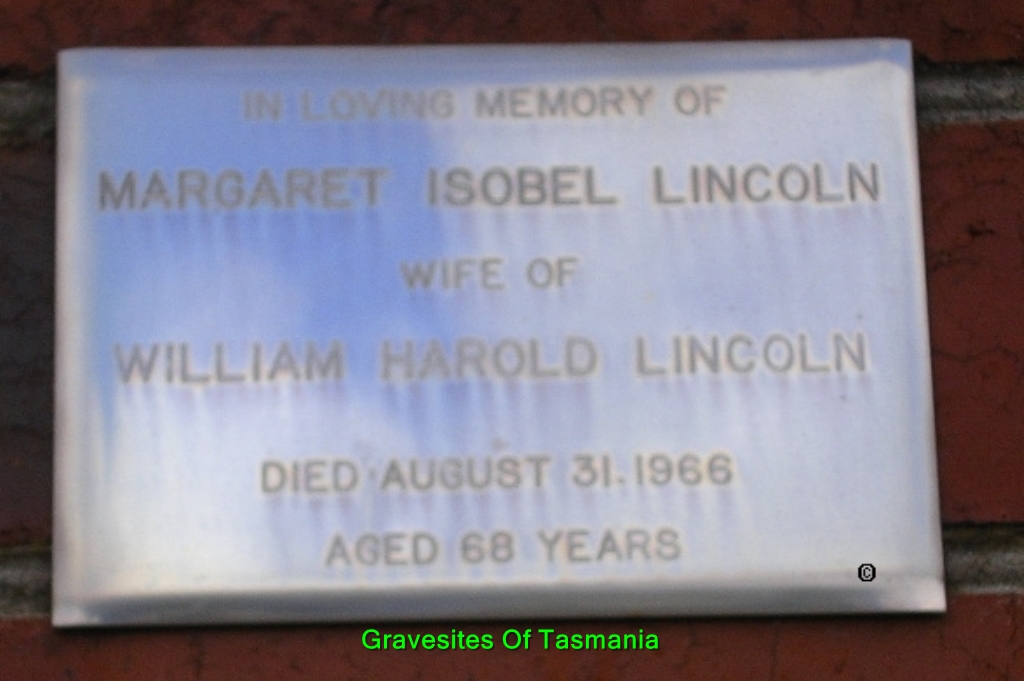 IN LOVING MEMORY OF
MARGARET ISOBEL LINCOLN
WIFE OF
WILLIAM HAROLD LINCOLN
DIED AUGUST 31.1966
AGED 68 YEARS
©
Gravesites Of Tasmania